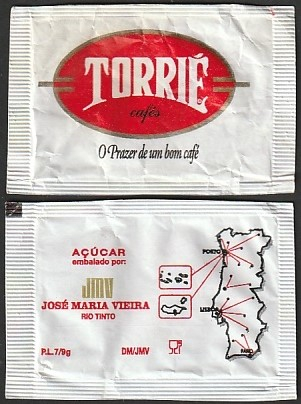 TORRIÉ
cafés
O Prazer de um bom café
AÇÚCAR
embalado por:
JMV
JOSÉ MARIA VIEIRA
RIO TINTO
P.L.7/9g
DM/JMV
PORTO
LISBOA
FARO